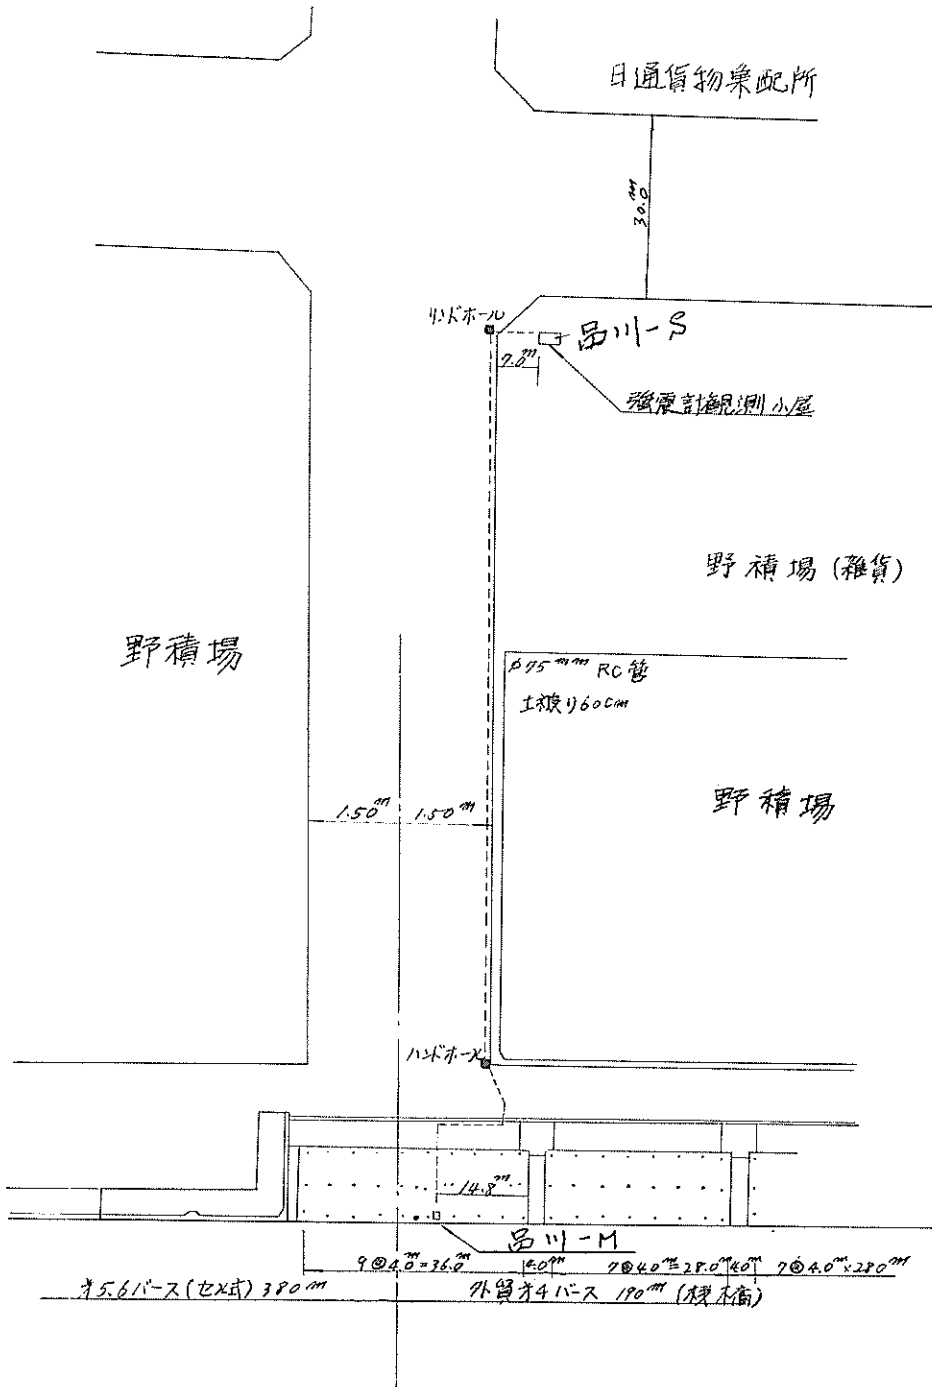 日通貨物集配所
30.0m
ハンドホール
品川-S
7.0m
強震計観測小屋
野積場(雑貨)
野積場
φ75mm RC管
土被り60cm
野積場
1.50m 1.50m
ハンドホール
14.8m
品川-M
9@4.0m=36.0m 4.0m 7@4.0m=28.0m 4.0m 7@4.0m×280m
才5.6バース(セル式)380m 外貿才4バース 190m(桟橋)